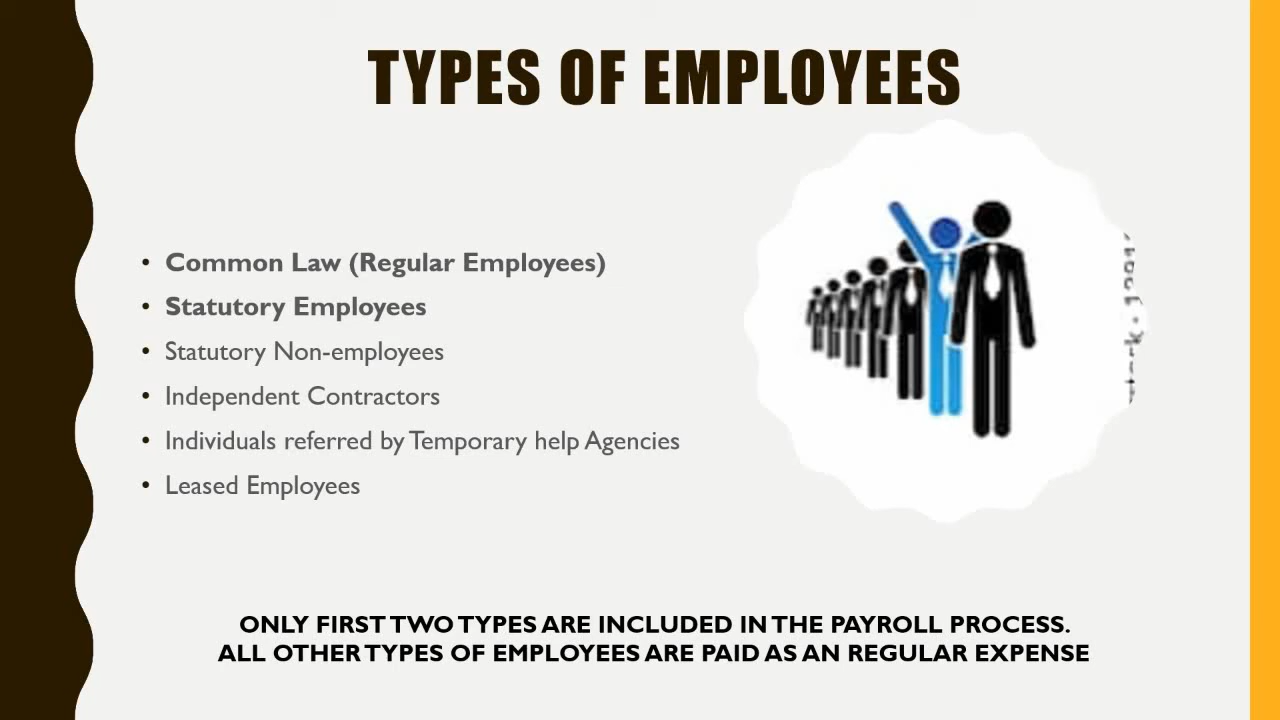 TYPES OF EMPLOYEES
• Common Law (Regular Employees)
• Statutory Employees
• Statutory Non-employees
• Independent Contractors
• Individuals referred by Temporary help Agencies
• Leased Employees
ONLY FIRST TWO TYPES ARE INCLUDED IN THE PAYROLL PROCESS.
ALL OTHER TYPES OF EMPLOYEES ARE PAID AS AN REGULAR EXPENSE